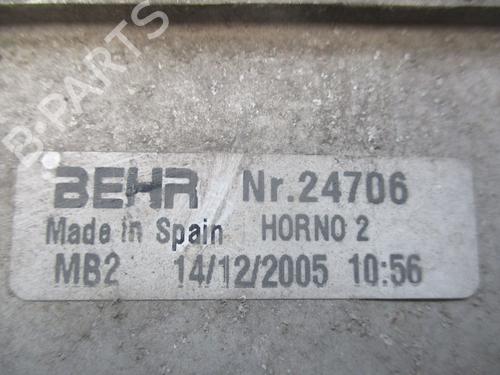 B-PARTS
BEHR Nr.24706
Made in Spain HORNO 2
MB2 14/12/2005 10:56